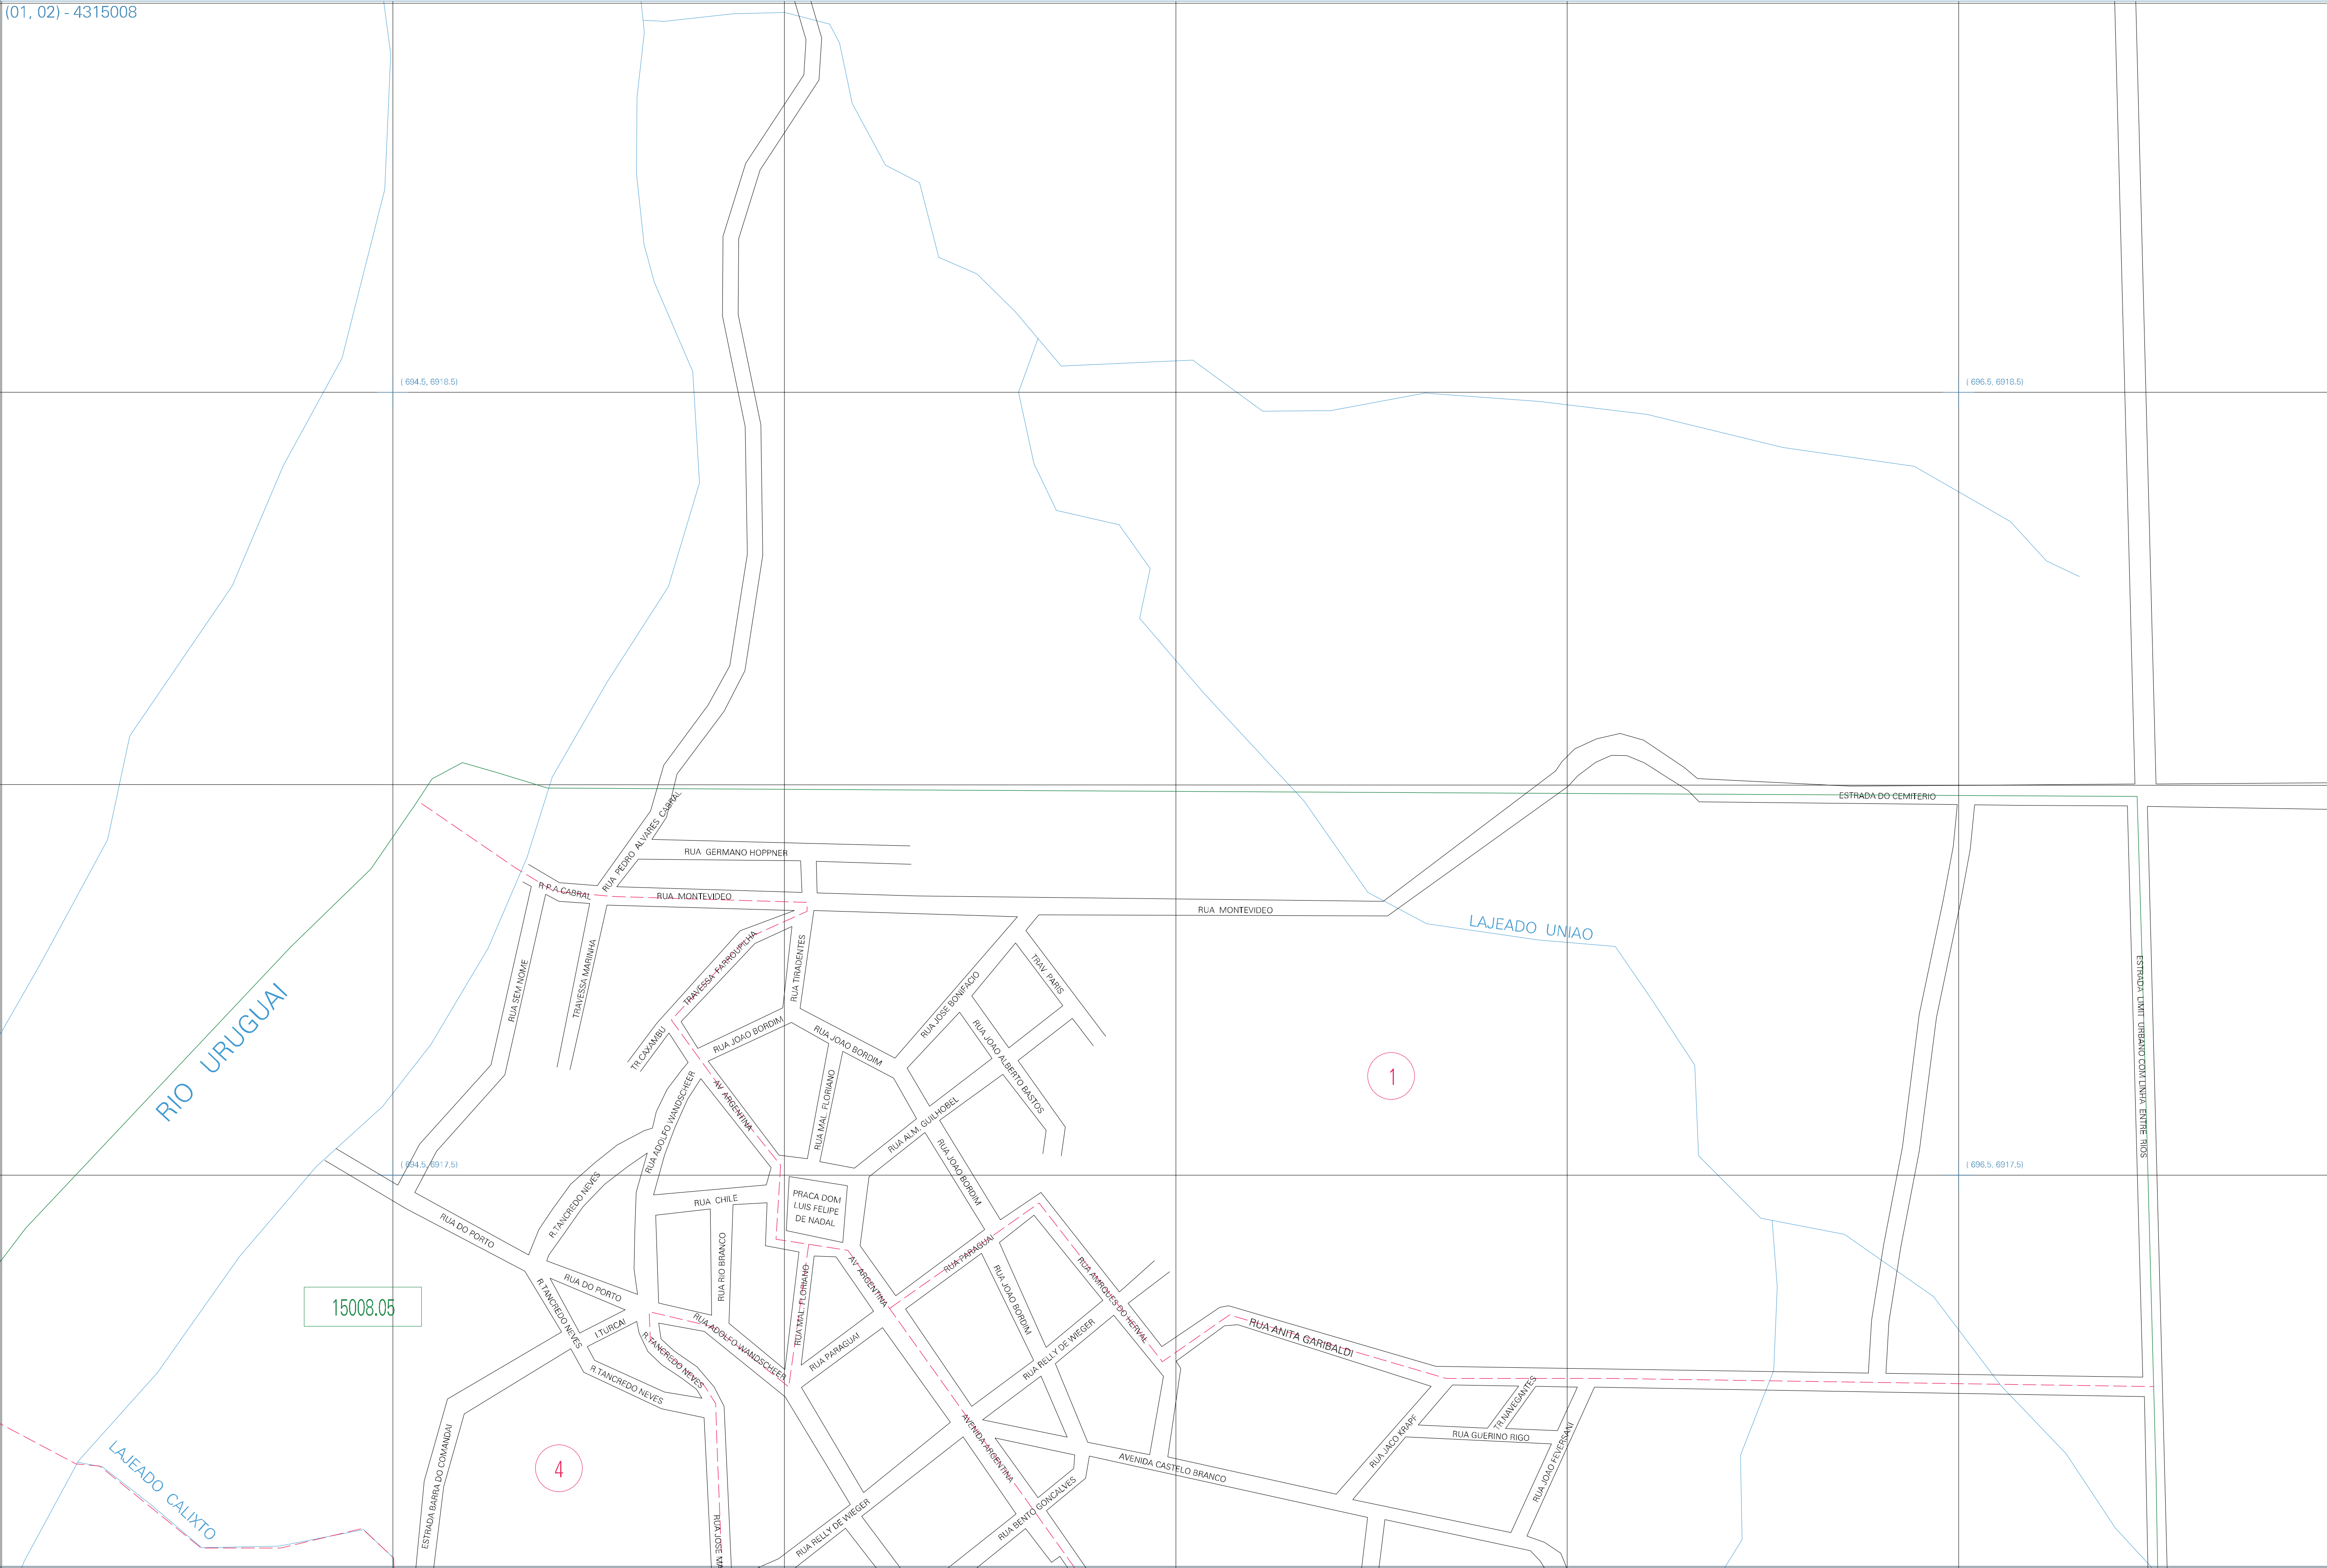 (01, 02) - 4315008
( 694.5, 6918.5)
( 696.5, 6918.5)
ESTRADA DO CEMITERIO
RUA PEDRO ALVARES CABRAL
RUA GERMANO HOPPNER
R.P.A CABRAL
RUA MONTEVIDEO
RUA MONTEVIDEO
LAJEADO UNIAO
TRAVESSA FARROUPILHA
RUA TIRADENTES
TRAVESSA MARINHA
RUA SEM NOME
RIO URUGUAI
TRAV. PARIS
RUA JOSE BONIFACIO
ESTRADA LIMIT URBANO COM LINHA ENTRE RIOS
TR.CAXAMBU
RUA JOAO BORDIM
RUA JOAO BORDIM
RUA JOAO ALBERTO BASTOS
1
AV ARGENTINA
RUA ADOLFO WANDSCHEER
RUA MAL. FLORIANO
RUA ALM. GUILHOBEL
( 694.5, 6917.5)
( 696.5, 6917.5)
RUA JOAO BORDIM
R.TANCREDO NEVES
RUA CHILE
PRACA DOM
LUIS FELIPE
DE NADAL
RUA DO PORTO
RUA RIO BRANCO
RUA PARAGUAI
RUA DO PORTO
AV ARGENTINA
RUA MAL. FLORIANO
RUA JOAO BORDIM
RUA AMRQUES DO HERVAL
15008.05
R.TANCREDO NEVES
I.TURCAI
RUA ADOLFO WANDSCHEER
R.TANCREDO NEVES
RUA PARAGUAI
RUA RELLY DE WIEGER
RUA ANITA GARIBALDI
R.TANCREDO NEVES
TR.NAVEGANTES
RUA JACO KRAPF
RUA GUERINO RIGO
RUA JOAO FEVERSANI
AVENIDA ARGENTINA
AVENIDA CASTELO BRANCO
4
LAJEADO CALIXTO
ESTRADA BARRA DO COMANDAI
RUA JOSE MA
RUA RELLY DE WIEGER
RUA BENTO GONCALVES